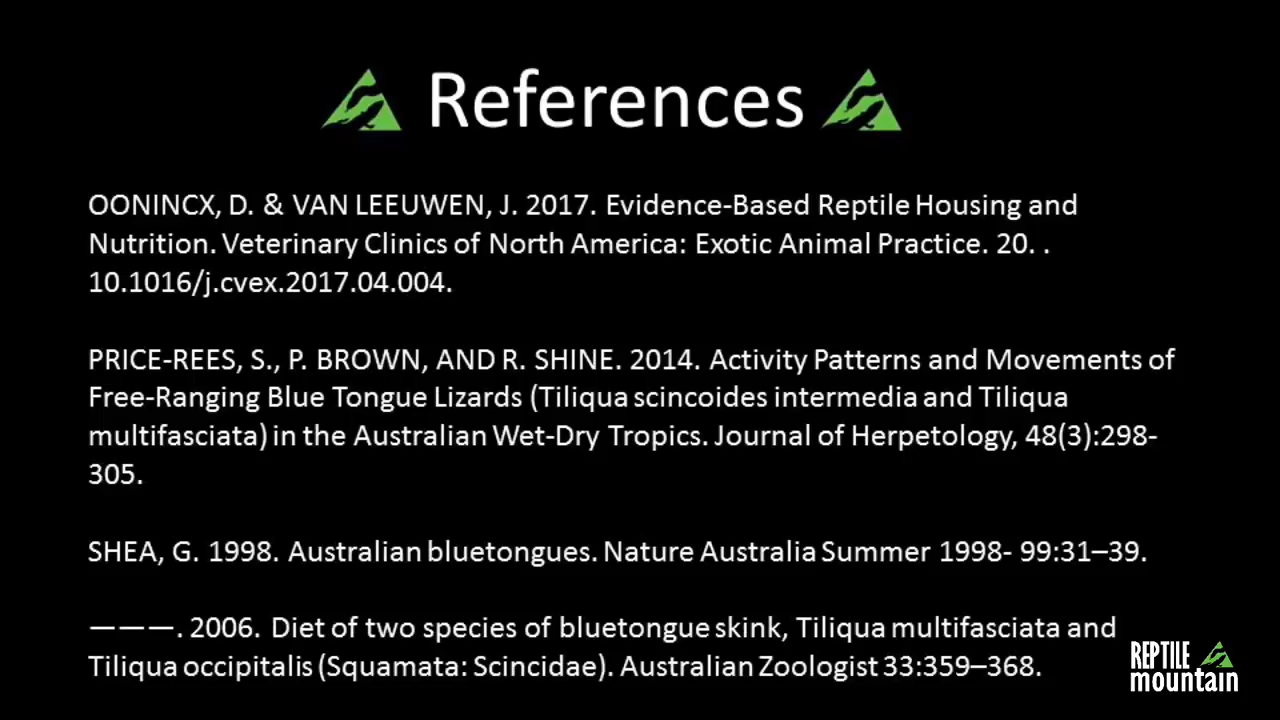 References
OONINCX, D. & VAN LEEUWEN, J. 2017. Evidence-Based Reptile Housing and
Nutrition. Veterinary Clinics of North America: Exotic Animal Practice. 20. .
10.1016/j.cvex.2017.04.004.
PRICE-REES, S., P. BROWN, AND R. SHINE. 2014. Activity Patterns and Movements of
Free-Ranging Blue Tongue Lizards (Tiliqua scincoides intermedia and Tiliqua
multifasciata) in the Australian Wet-Dry Tropics. Journal of Herpetology, 48(3):298-
305.
SHEA, G. 1998. Australian bluetongues. Nature Australia Summer 1998- 99:31–39.
———. 2006. Diet of two species of bluetongue skink, Tiliqua multifasciata and
Tiliqua occipitalis (Squamata: Scincidae). Australian Zoologist 33:359–368.
REPTILE
mountain